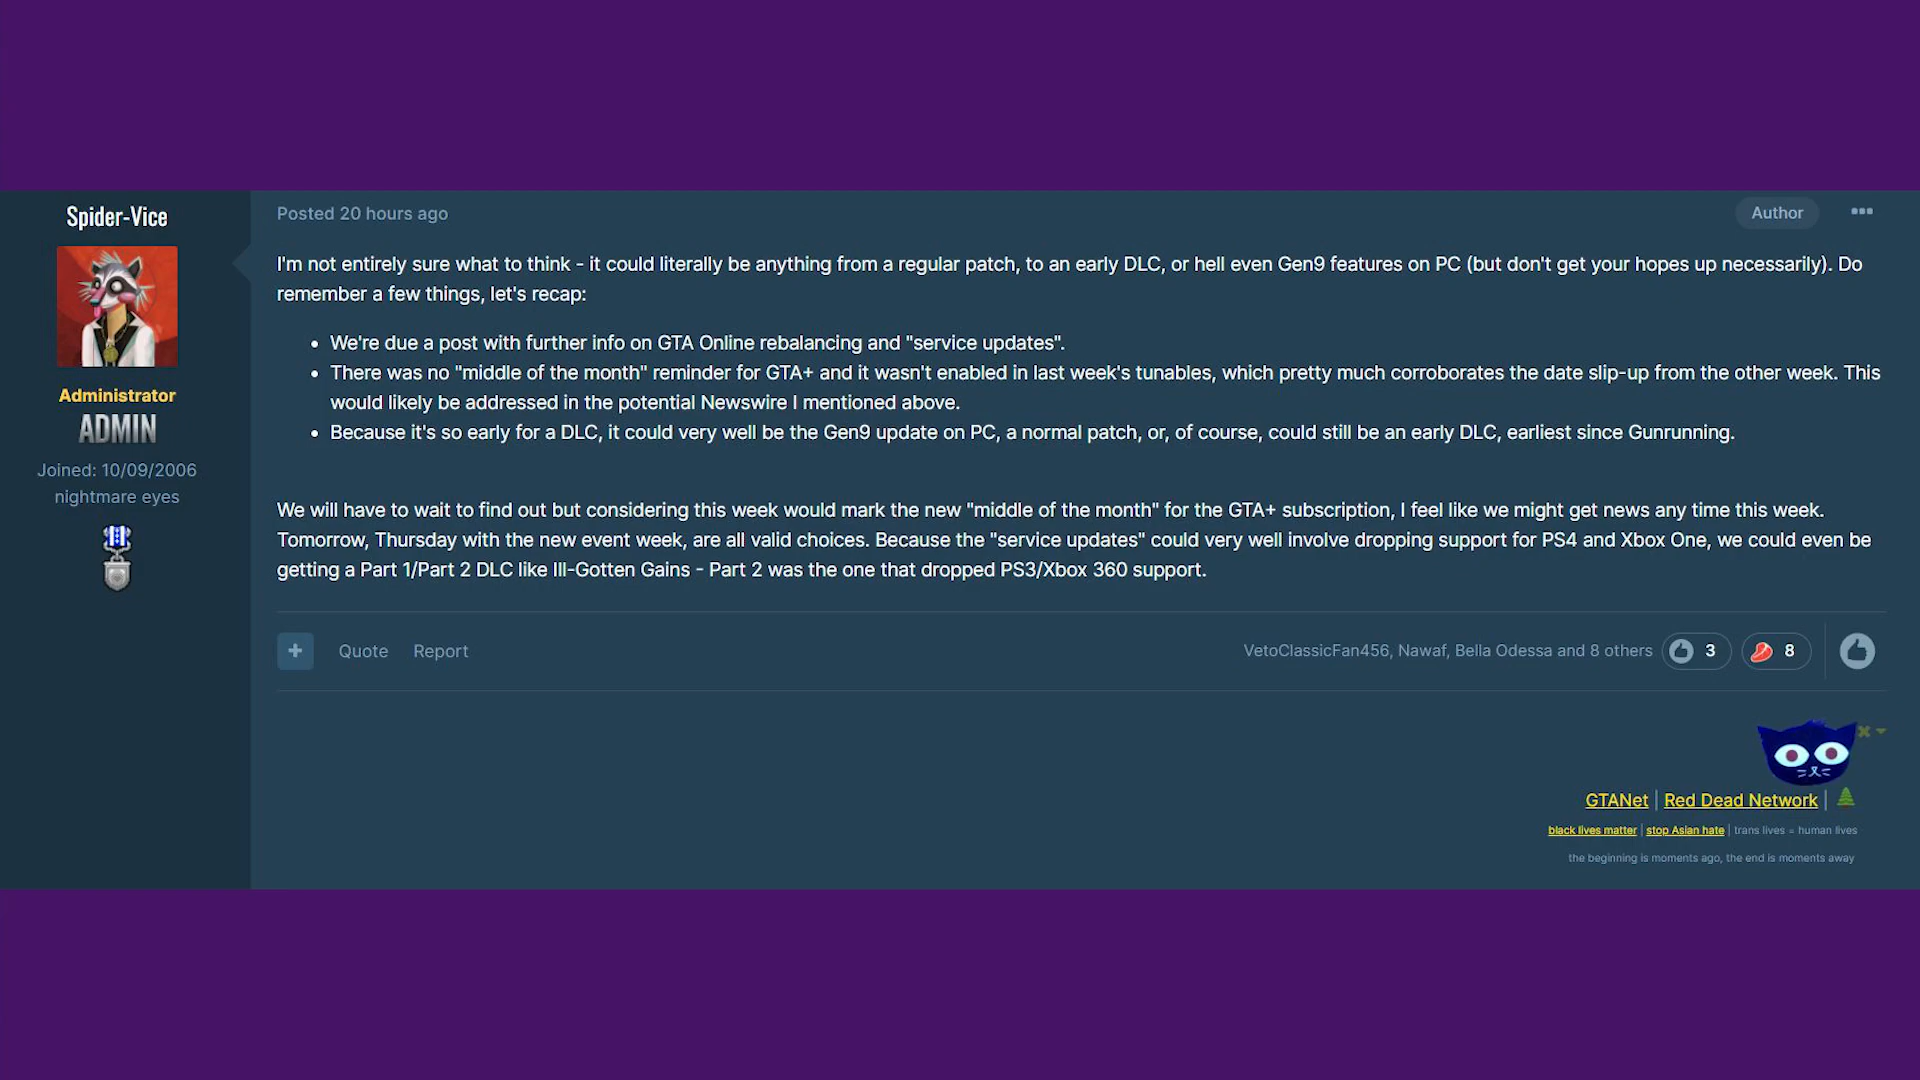 Spider-Vice
Administrator
ADMIN
Joined: 10/09/2006
nightmare eyes
Posted 20 hours ago
Author
I'm not entirely sure what to think - it could literally be anything from a regular patch, to an early DLC, or hell even Gen9 features on PC (but don't get your hopes up necessarily). Do
remember a few things, let's recap:
• We're due a post with further info on GTA Online rebalancing and "service updates".
• There was no "middle of the month" reminder for GTA+ and it wasn't enabled in last week's tunables, which pretty much corroborates the date slip-up from the other week. This
would likely be addressed in the potential Newswire I mentioned above.
• Because it's so early for a DLC, it could very well be the Gen9 update on PC, a normal patch, or, of course, could still be an early DLC, earliest since Gunrunning.
We will have to wait to find out but considering this week would mark the new "middle of the month" for the GTA+ subscription, I feel like we might get news any time this week.
Tomorrow, Thursday with the new event week, are all valid choices. Because the "service updates" could very well involve dropping support for PS4 and Xbox One, we could even be
getting a Part 1/Part 2 DLC like Ill-Gotten Gains - Part 2 was the one that dropped PS3/Xbox 360 support.
+ Quote Report
VetoClassicFan456, Nawaf, Bella Odessa and 8 others 3 8
GTANet | Red Dead Network |
black lives matter | stop Asian hate | trans lives = human lives
the beginning is moments ago, the end is moments away